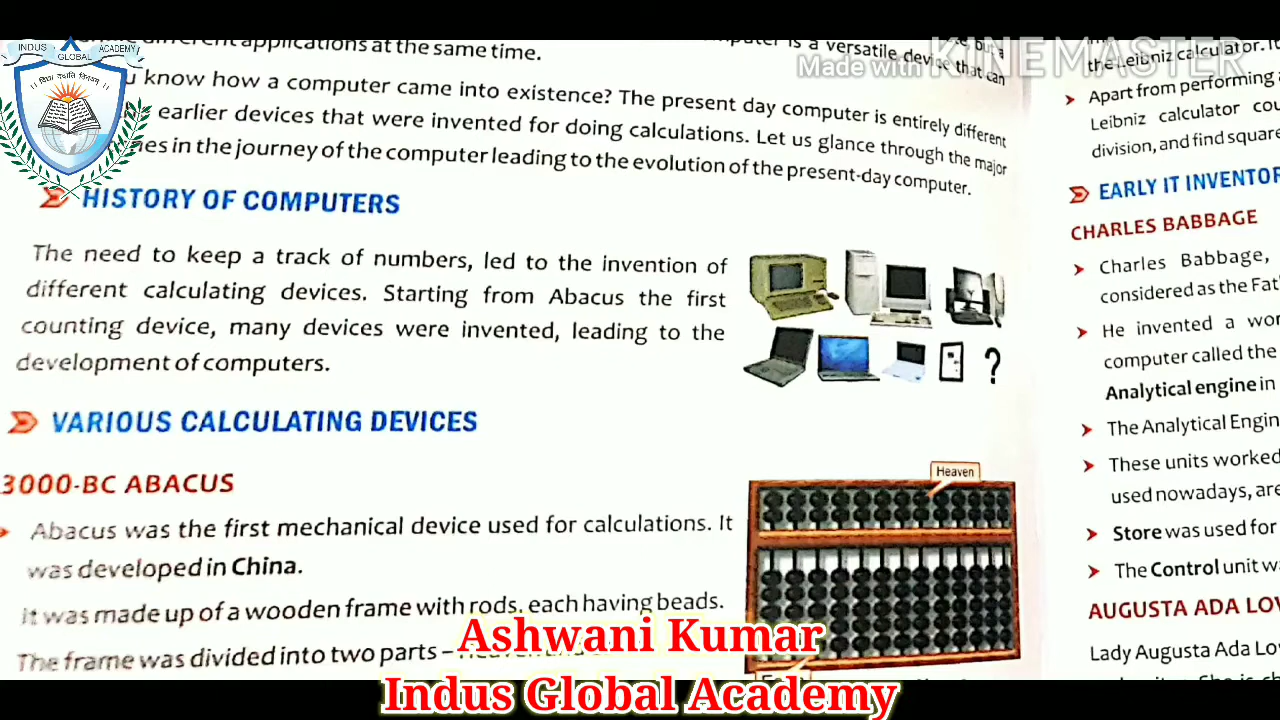 INDUS GLOBAL ACADEMY
Made with KINEMASTER
different applications at the same time.
is a versatile device that can
know how a computer came into existence? The present day computer is entirely different
earlier devices that were invented for doing calculations. Let us glance through the major
in the journey of the computer leading to the evolution of the present-day computer.
HISTORY OF COMPUTERS
The need to keep a track of numbers, led to the invention of
different calculating devices. Starting from Abacus the first
counting device, many devices were invented, leading to the
development of computers.
?
VARIOUS CALCULATING DEVICES
3000-BC ABACUS
Abacus was the first mechanical device used for calculations. It
was developed in China.
It was made up of a wooden frame with rods, each having beads.
The frame was divided into two parts –
Heaven
the Leibniz calculator.
Apart from performing
Leibniz calculator
division, and find
EARLY IT
CHARLES BABBAGE
Charles Babbage,
considered as the
He invented a
computer called the
Analytical engine in
The Analytical
These units worked
used nowadays,
Store was used for
The Control unit
AUGUSTA ADA
Lady Augusta Ada
Ashwani Kumar
Indus Global Academy